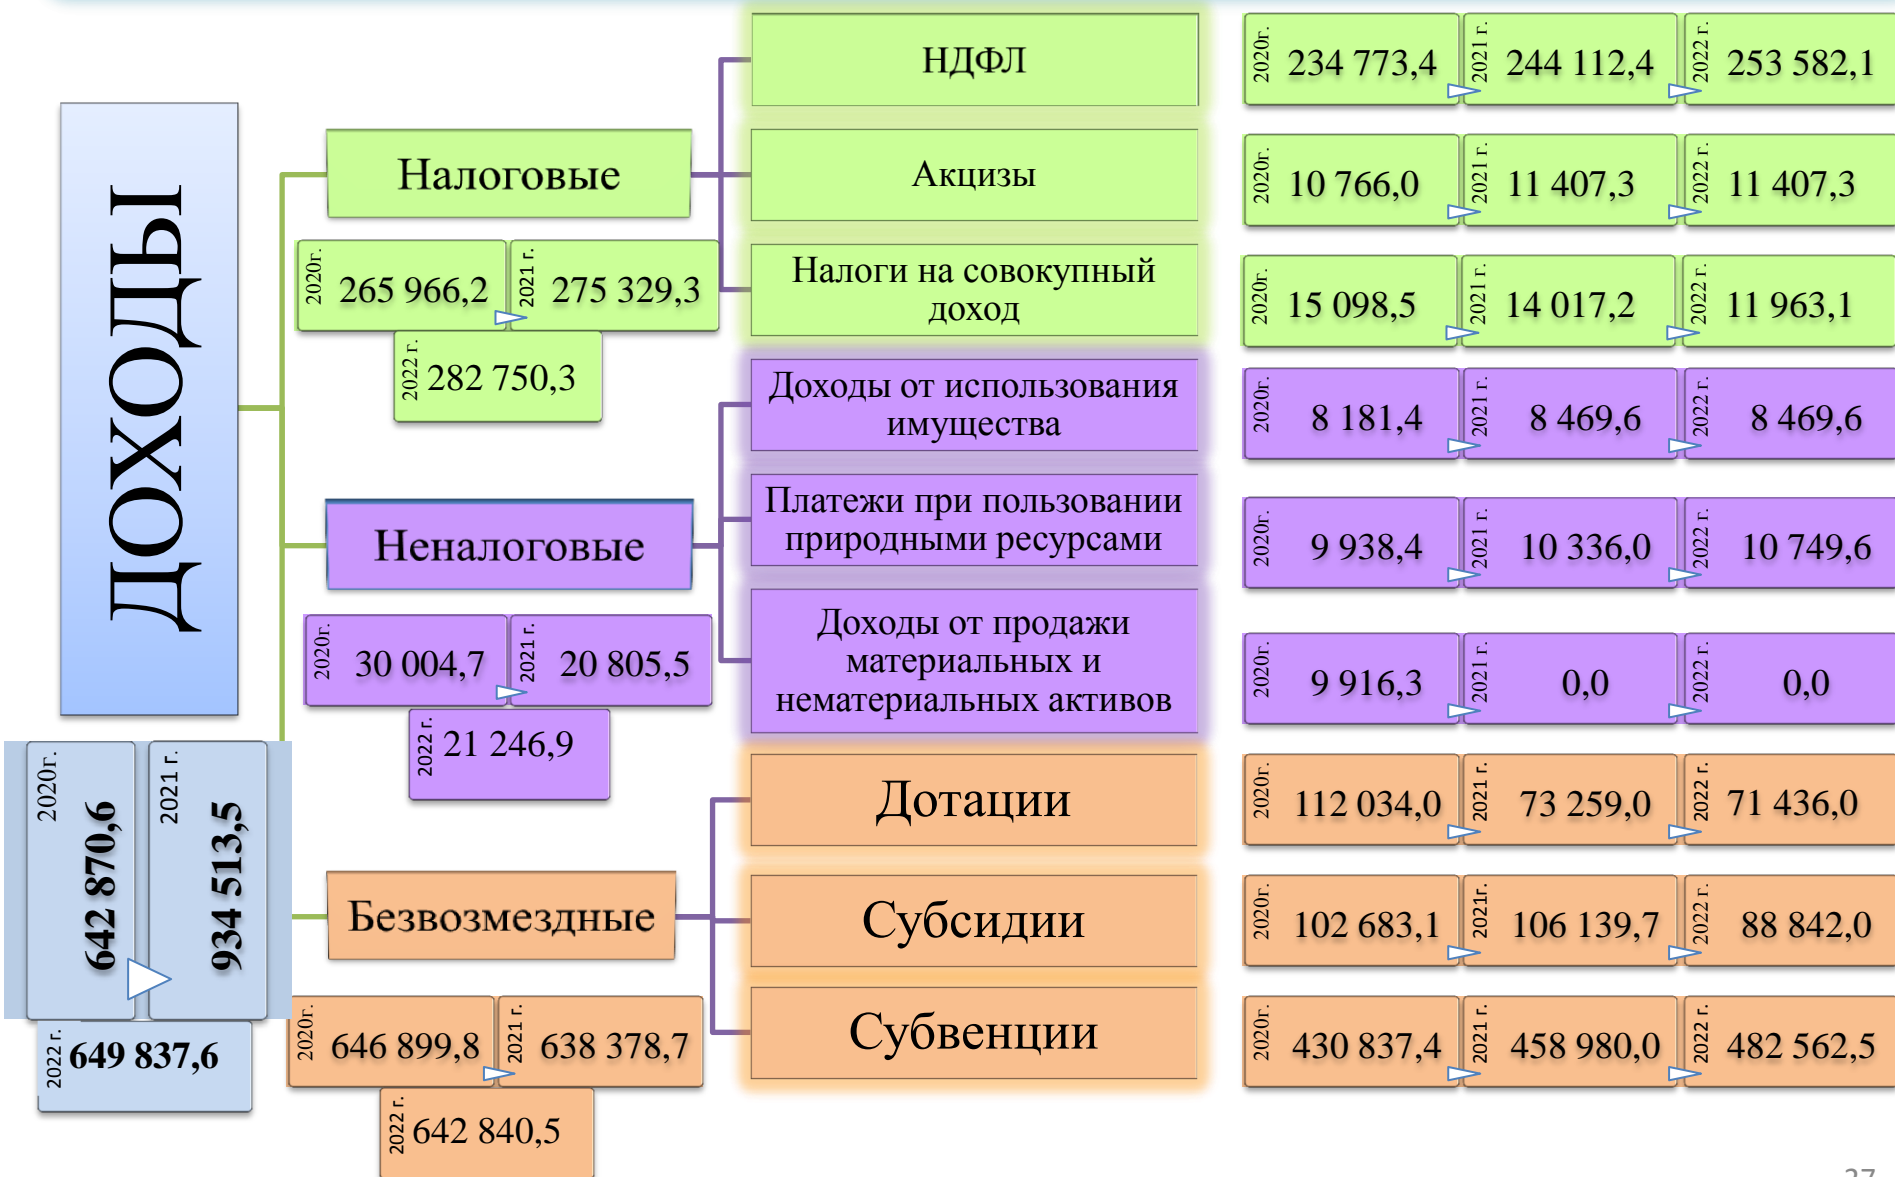 ДОХОДЫ
2020г.
642 870,6
2021 г.
934 513,5
2022 г.
649 837,6
Налоговые
2020г.
265 966,2
2021 г.
275 329,3
2022 г.
282 750,3
НДФЛ
2020г.
234 773,4
2021 г.
244 112,4
2022 г.
253 582,1
Акцизы
2020г.
10 766,0
2021 г.
11 407,3
2022 г.
11 407,3
Налоги на совокупный
доход
2020г.
15 098,5
2021 г.
14 017,2
2022 г.
11 963,1
Неналоговые
2020г.
30 004,7
2021 г.
20 805,5
2022 г.
21 246,9
Доходы от использования
имущества
2020г.
8 181,4
2021 г.
8 469,6
2022 г.
8 469,6
Платежи при пользовании
природными ресурсами
2020г.
9 938,4
2021 г.
10 336,0
2022 г.
10 749,6
Доходы от продажи
материальных и
нематериальных активов
2020г.
9 916,3
2021 г.
0,0
2022 г.
0,0
Безвозмездные
2020г.
646 899,8
2021 г.
638 378,7
2022 г.
642 840,5
Дотации
2020г.
112 034,0
2021 г.
73 259,0
2022 г.
71 436,0
Субсидии
2020г.
102 683,1
2021г.
106 139,7
2022 г.
88 842,0
Субвенции
2020г.
430 837,4
2021 г.
458 980,0
2022 г.
482 562,5
27